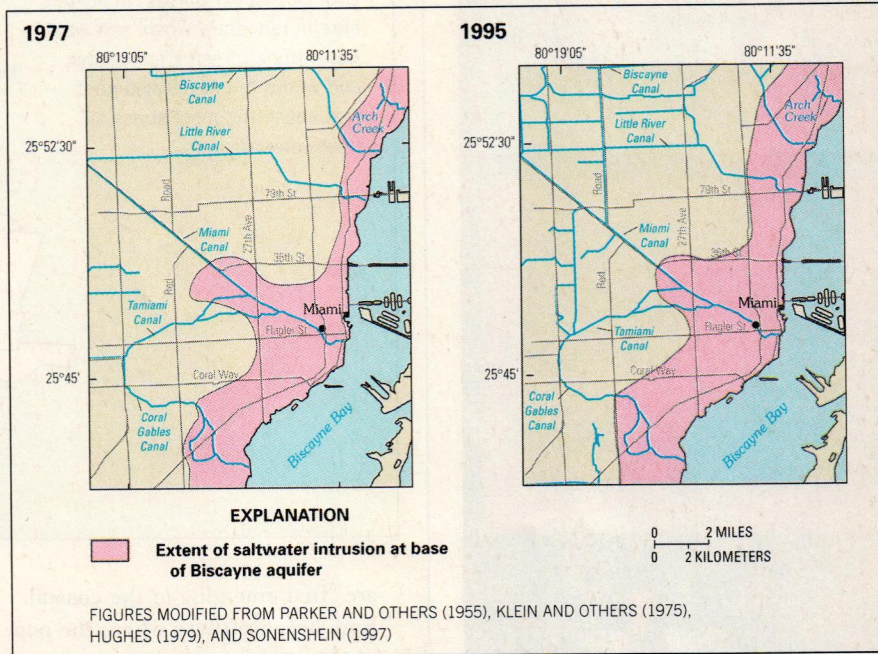 1977
80°19'05"
80°11'35"
25°52'30"
25°45'
Biscayne
Canal
Arch
Creek
Little River
Canal
Road
79th St
27th Ave
Miami
Canal
36th St
Red
Tamiami
Canal
Miami
Flagler St
Coral Way
Coral
Gables
Canal
Biscayne Bay
1995
80°19'05"
80°11'35"
25°52'30"
25°45'
Biscayne
Canal
Arch
Creek
Little River
Canal
Road
79th St
27th Ave
Miami
Canal
36th St
Red
Miami
Tamiami
Canal
Flagler St
Coral Way
Coral
Gables
Canal
Biscayne Bay
EXPLANATION
Extent of saltwater intrusion at base
of Biscayne aquifer
0 2 MILES
0 2 KILOMETERS
FIGURES MODIFIED FROM PARKER AND OTHERS (1955), KLEIN AND OTHERS (1975),
HUGHES (1979), AND SONENSHEIN (1997)